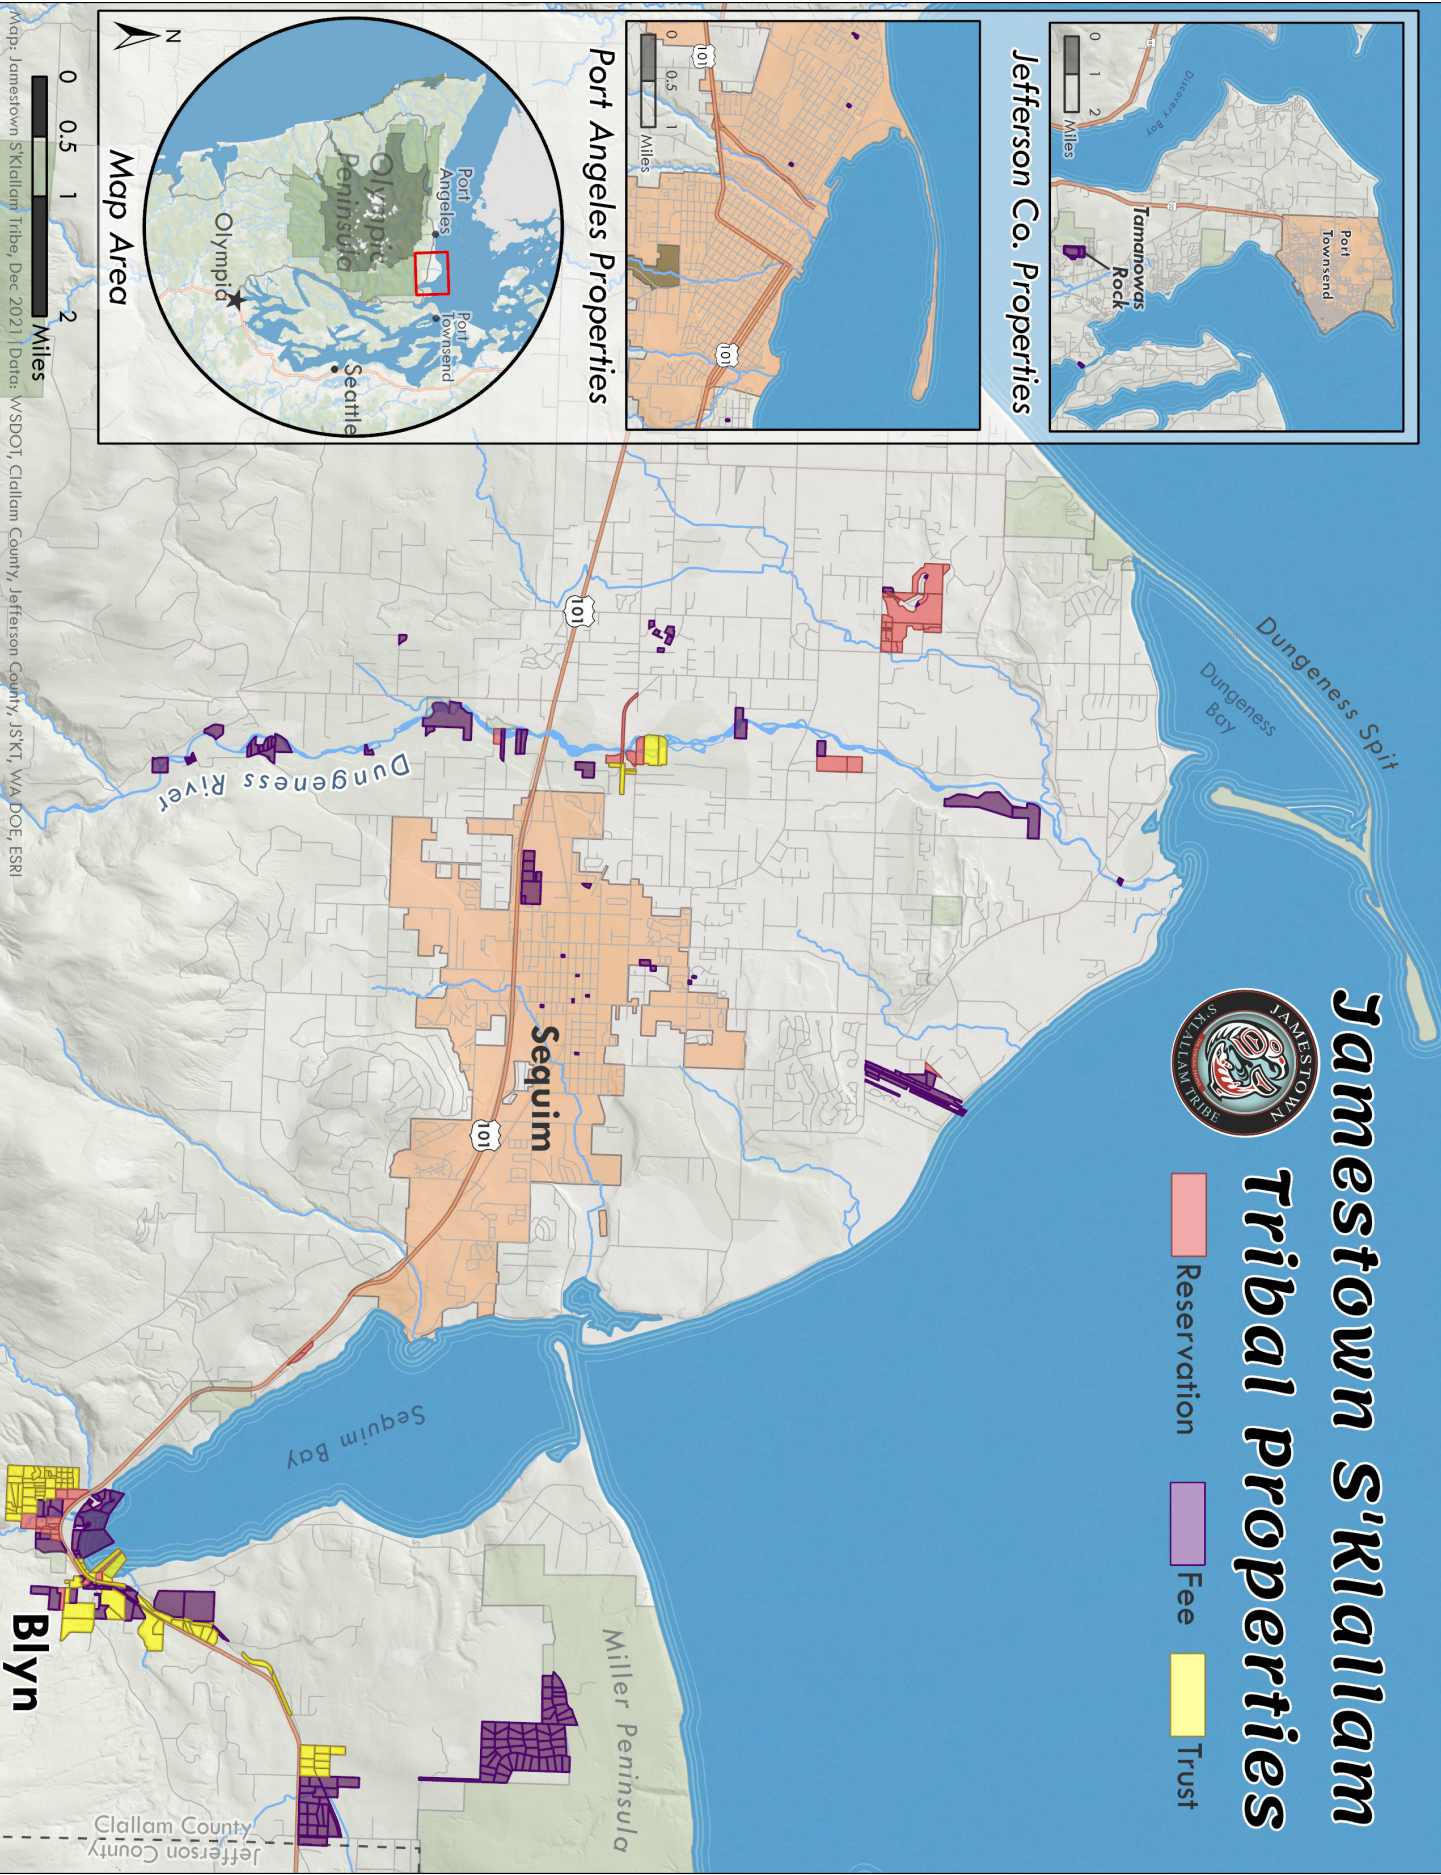 Jamestown S'Klallam
Tribal Properties
JAMESTOWN
S'KLALLAM TRIBE
Reservation
Fee
Trust
0 1 2
Miles
Discovery
Bay
20
Port
Townsend
Tamanowas
Rock
Jefferson Co. Properties
0 0.5 1
Miles
101
101
Port Angeles Properties
Port
Angeles
Port
Townsend
Olympic
Peninsula
Seattle
Olympia
Map Area
N
0 0.5 1 2
Miles
Dungeness Spit
Dungeness
Bay
101
Dungeness River
Sequim
101
Sequim Bay
Miller Peninsula
Blyn
Clallam County
Jefferson County
Map: Jamestown S'Klallam Tribe, Dec 2021 | Data: WSDOT, Clallam County, Jefferson County, JS'KT, WA DOE, ESRI